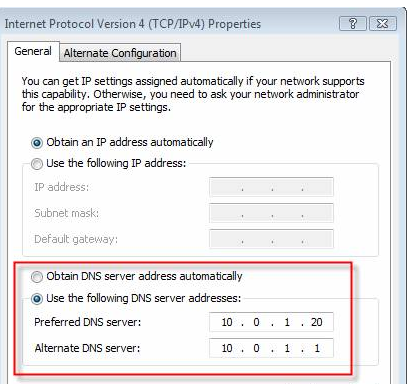 Internet Protocol Version 4 (TCP/IPv4) Properties
General
Alternate Configuration
You can get IP settings assigned automatically if your network supports
this capability. Otherwise, you need to ask your network administrator
for the appropriate IP settings.
Obtain an IP address automatically
Use the following IP address:
IP address: . . .
Subnet mask: . . .
Default gateway: . . .
Obtain DNS server address automatically
Use the following DNS server addresses:
Preferred DNS server: 10 . 0 . 1 . 20
Alternate DNS server: 10 . 0 . 1 . 1